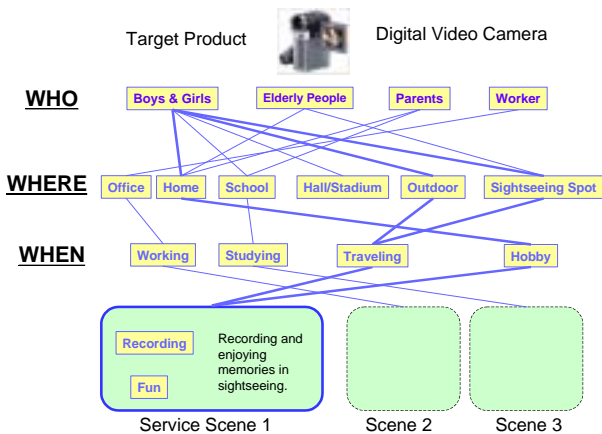 Target Product
Digital Video Camera
WHO
Boys & Girls
Elderly People
Parents
Worker
WHERE
Office
Home
School
Hall/Stadium
Outdoor
Sightseeing Spot
WHEN
Working
Studying
Traveling
Hobby
Recording
Fun
Recording and
enjoying
memories in
sightseeing.
Service Scene 1
Scene 2
Scene 3